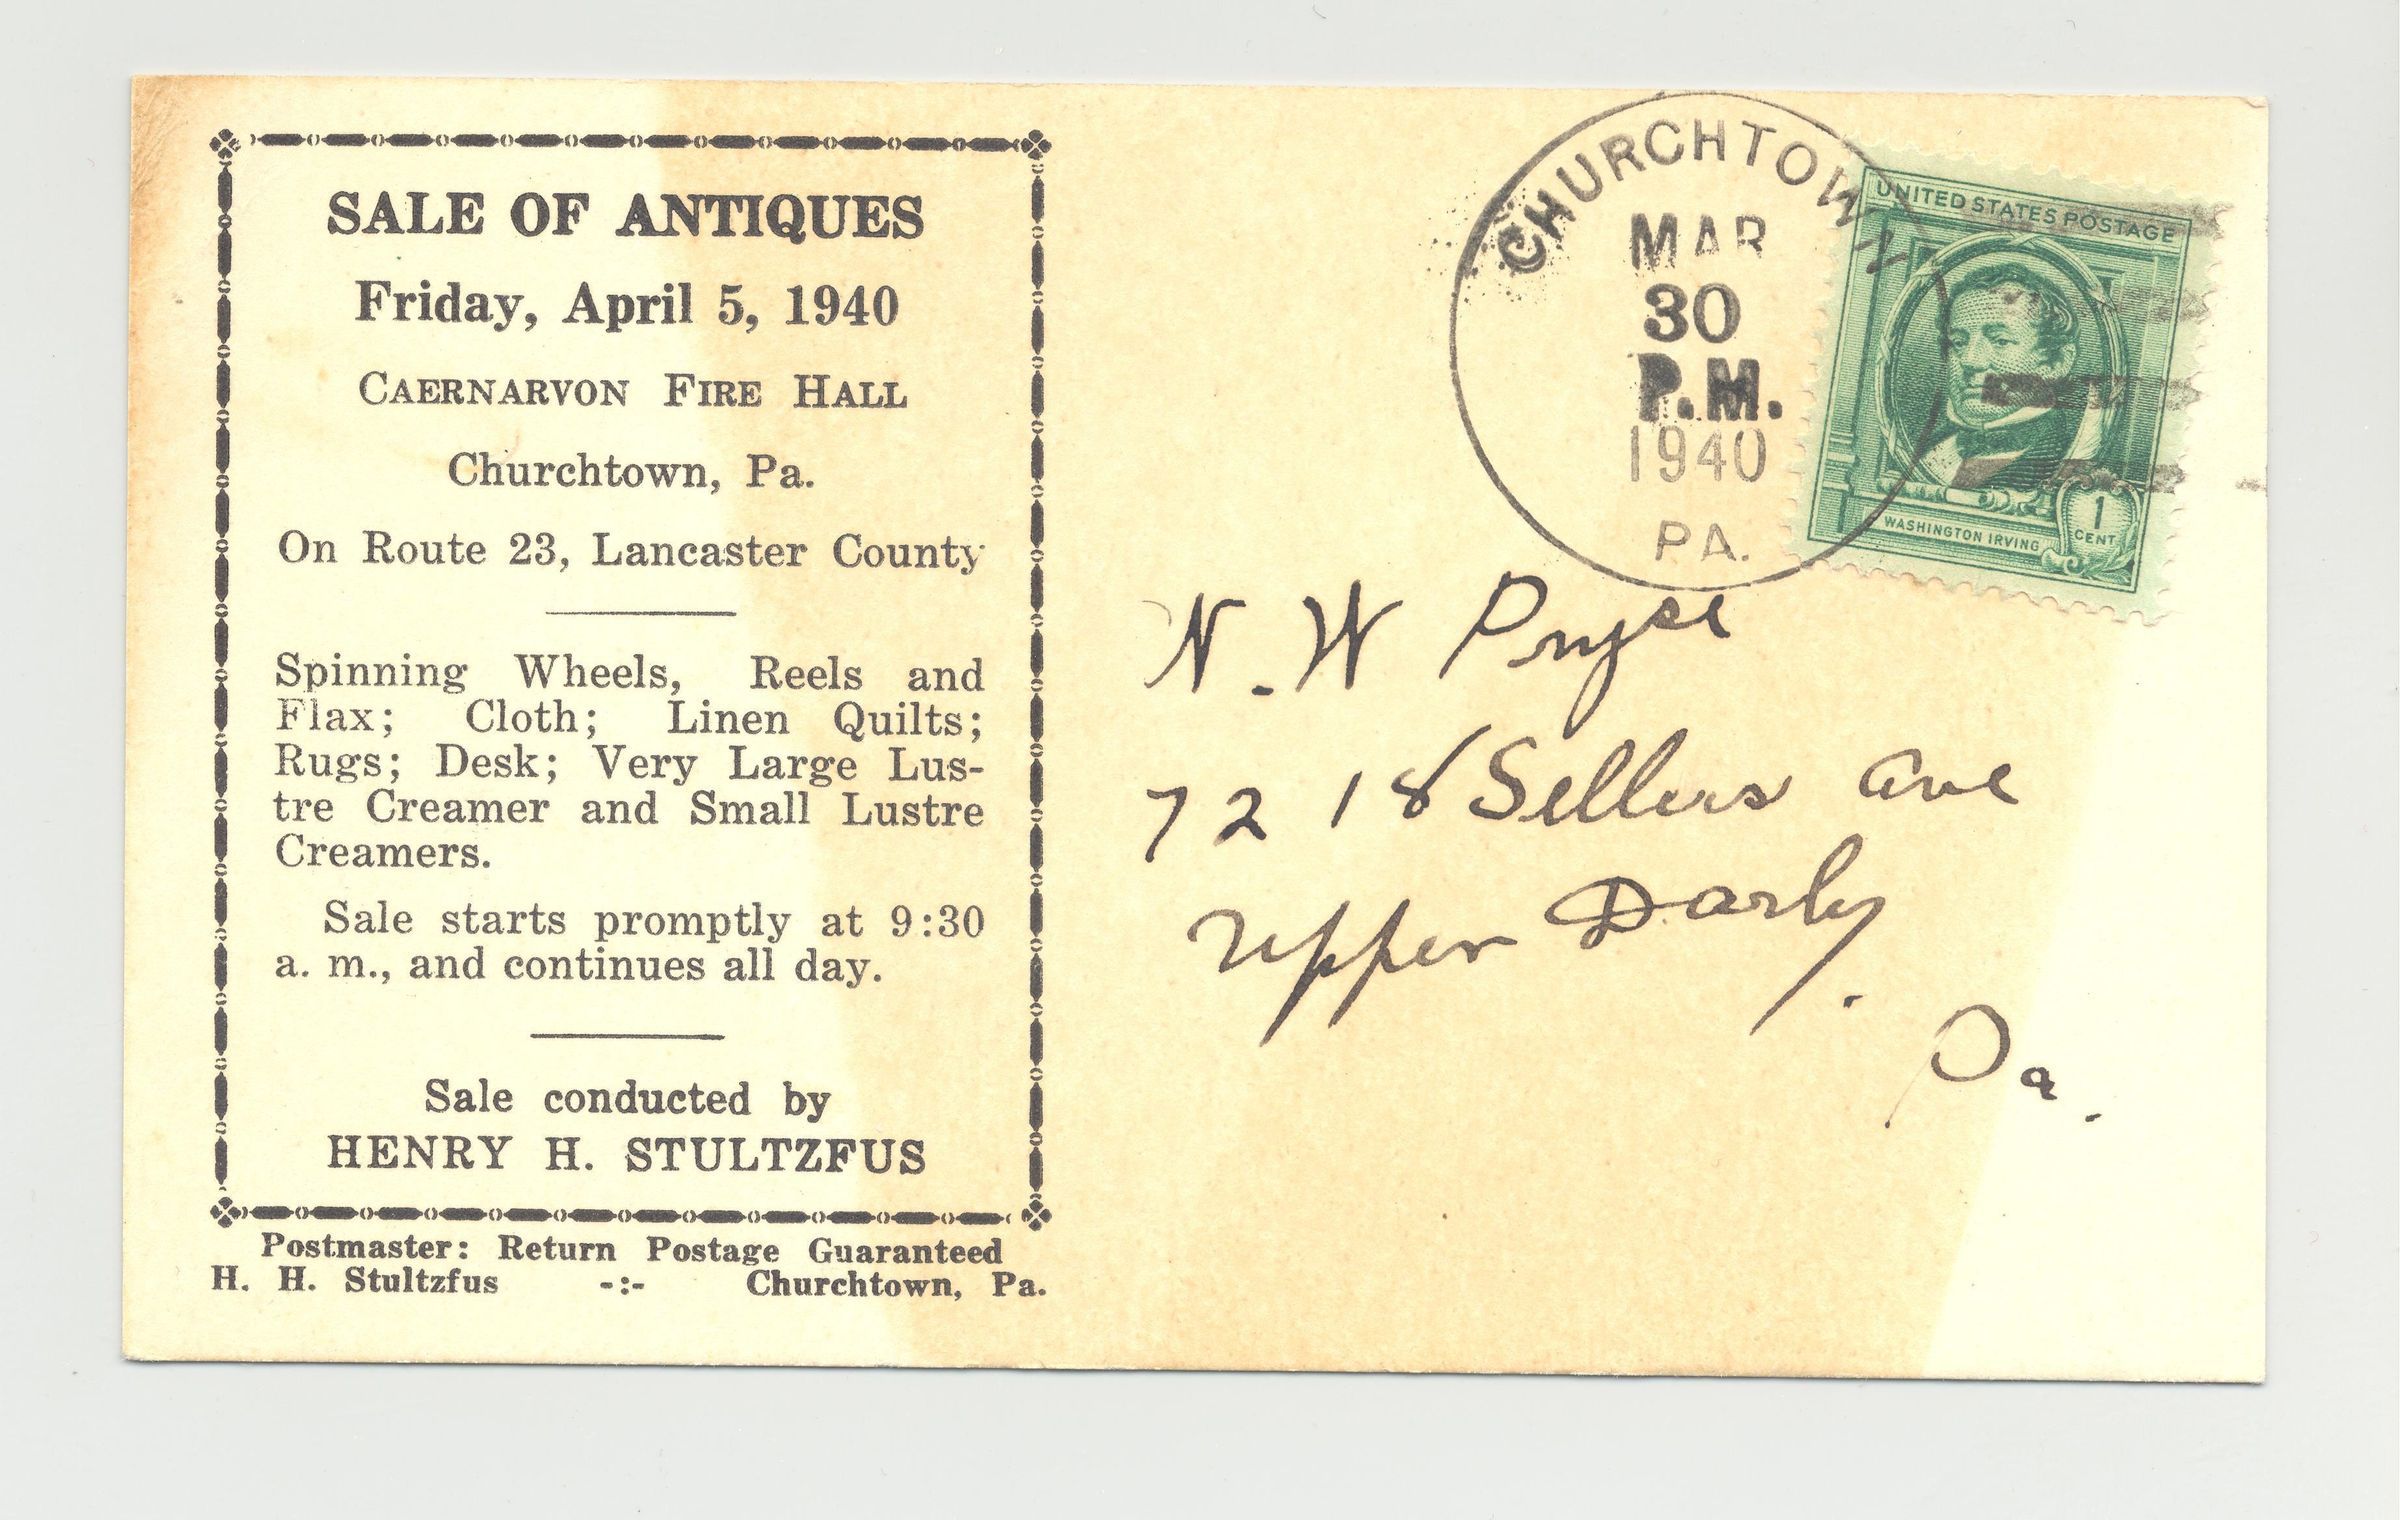 SALE OF ANTIQUES
Friday, April 5, 1940
CAERNARVON FIRE HALL
Churchtown, Pa.
On Route 23, Lancaster County
Spinning Wheels, Reels and
Flax; Cloth; Linen Quilts;
Rugs; Desk; Very Large Lus-
tre Creamer and Small Lustre
Creamers.
Sale starts promptly at 9:30
a. m., and continues all day.
Sale conducted by
HENRY H. STULTZFUS
Postmaster: Return Postage Guaranteed
H. H. Stultzfus -:- Churchtown, Pa.
CHURCHTOWN
MAR
30
P.M.
1940
PA.
UNITED STATES POSTAGE
WASHINGTON IRVING
1
CENT
N. W Pryse
7218 Sellers ave
Upper Darby.
Pa.